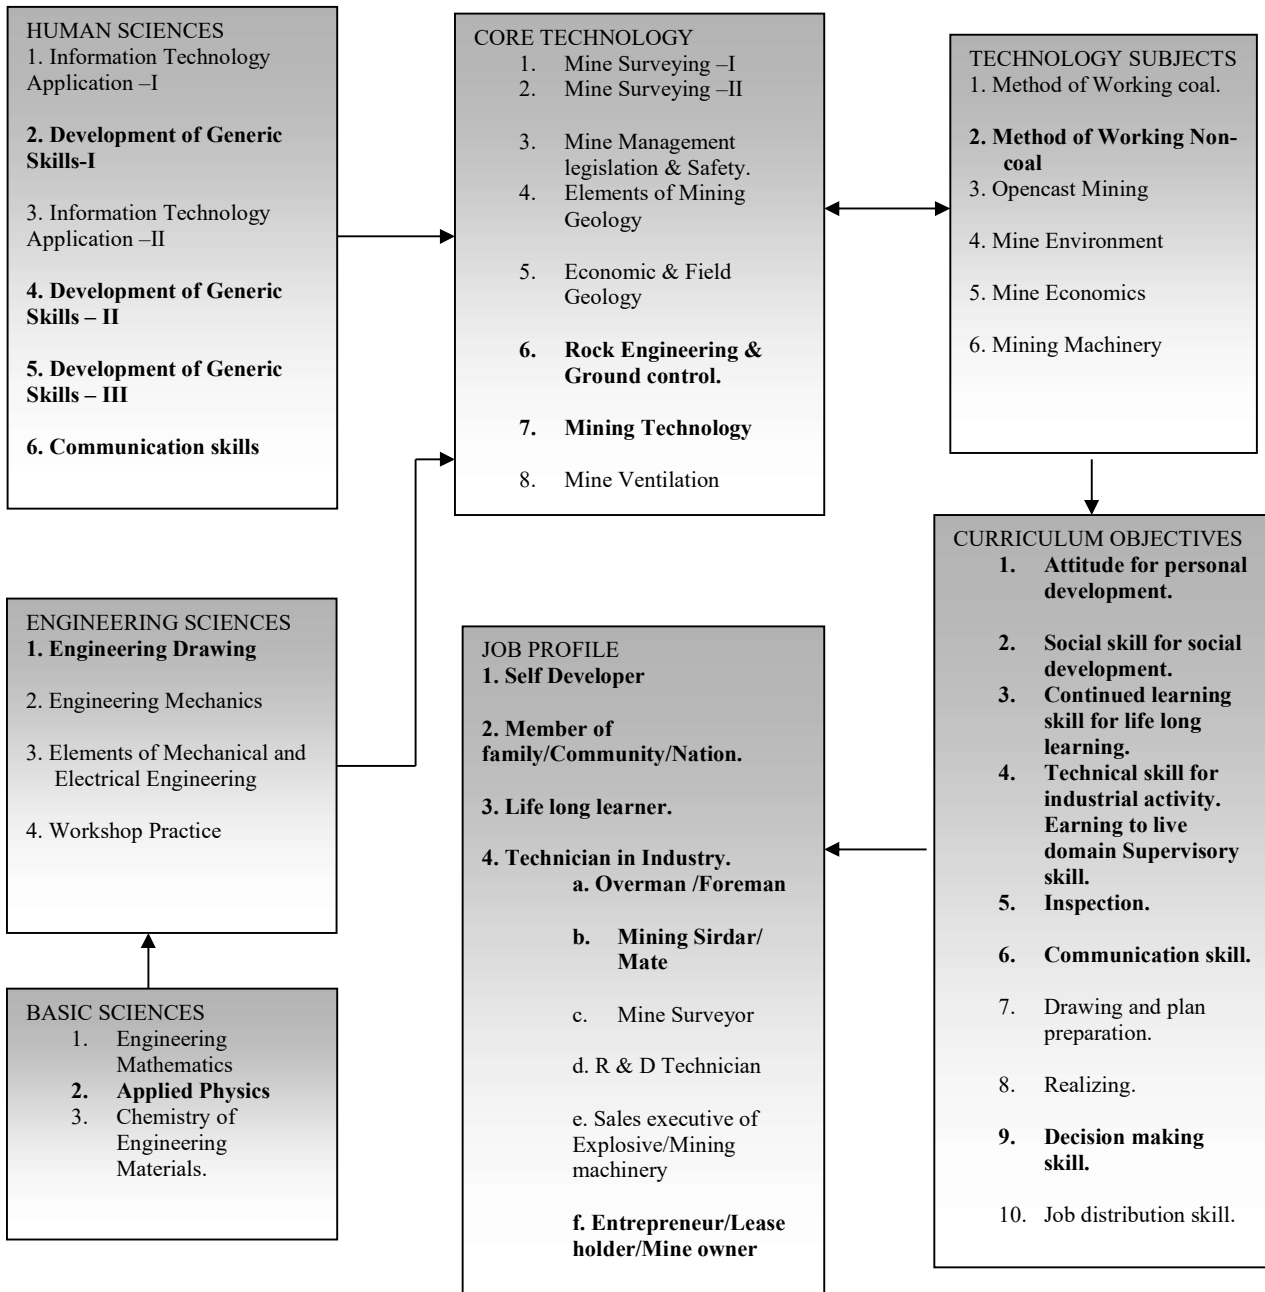 HUMAN SCIENCES
1. Information Technology
Application –I
2. Development of Generic
Skills-I
3. Information Technology
Application –II
4. Development of Generic
Skills – II
5. Development of Generic
Skills – III
6. Communication skills
CORE TECHNOLOGY
1. Mine Surveying –I
2. Mine Surveying –II
3. Mine Management
legislation & Safety.
4. Elements of Mining
Geology
5. Economic & Field
Geology
6. Rock Engineering &
Ground control.
7. Mining Technology
8. Mine Ventilation
TECHNOLOGY SUBJECTS
1. Method of Working coal.
2. Method of Working Non-
coal
3. Opencast Mining
4. Mine Environment
5. Mine Economics
6. Mining Machinery
ENGINEERING SCIENCES
1. Engineering Drawing
2. Engineering Mechanics
3. Elements of Mechanical and
Electrical Engineering
4. Workshop Practice
BASIC SCIENCES
1. Engineering
Mathematics
2. Applied Physics
3. Chemistry of
Engineering
Materials.
JOB PROFILE
1. Self Developer
2. Member of
family/Community/Nation.
3. Life long learner.
4. Technician in Industry.
a. Overman /Foreman
b. Mining Sirdar/
Mate
c. Mine Surveyor
d. R & D Technician
e. Sales executive of
Explosive/Mining
machinery
f. Entrepreneur/Lease
holder/Mine owner
CURRICULUM OBJECTIVES
1. Attitude for personal
development.
2. Social skill for social
development.
3. Continued learning
skill for life long
learning.
4. Technical skill for
industrial activity.
Earning to live
domain Supervisory
skill.
5. Inspection.
6. Communication skill.
7. Drawing and plan
preparation.
8. Realizing.
9. Decision making
skill.
10. Job distribution skill.